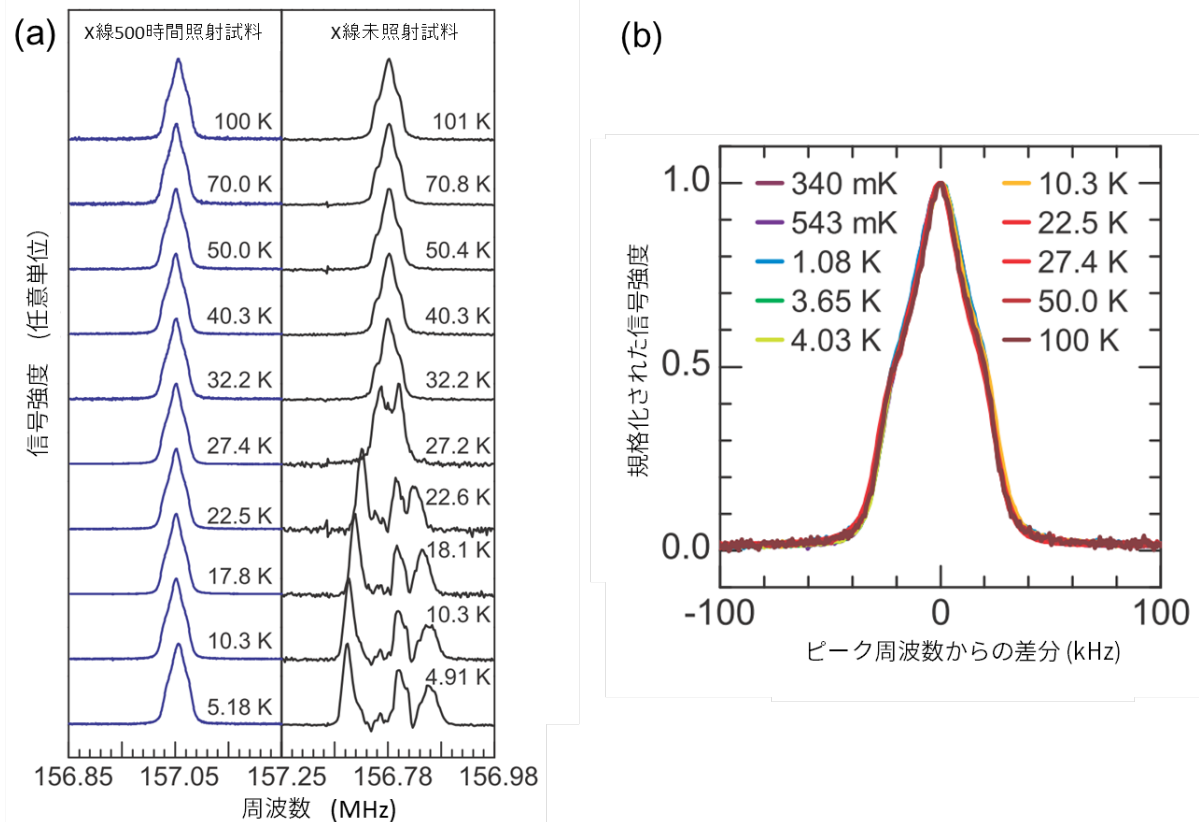 (a)
X線500時間照射試料
X線未照射試料
100 K
101 K
70.0 K
70.8 K
50.0 K
50.4 K
40.3 K
40.3 K
32.2 K
32.2 K
27.4 K
27.2 K
22.5 K
22.6 K
17.8 K
18.1 K
10.3 K
10.3 K
5.18 K
4.91 K
信号強度 (任意単位)
156.85 157.05 157.25 156.78 156.98
周波数 (MHz)
(b)
1.0
0.5
0.0
340 mK
543 mK
1.08 K
3.65 K
4.03 K
10.3 K
22.5 K
27.4 K
50.0 K
100 K
規格化された信号強度
-100 0 100
ピーク周波数からの差分 (kHz)